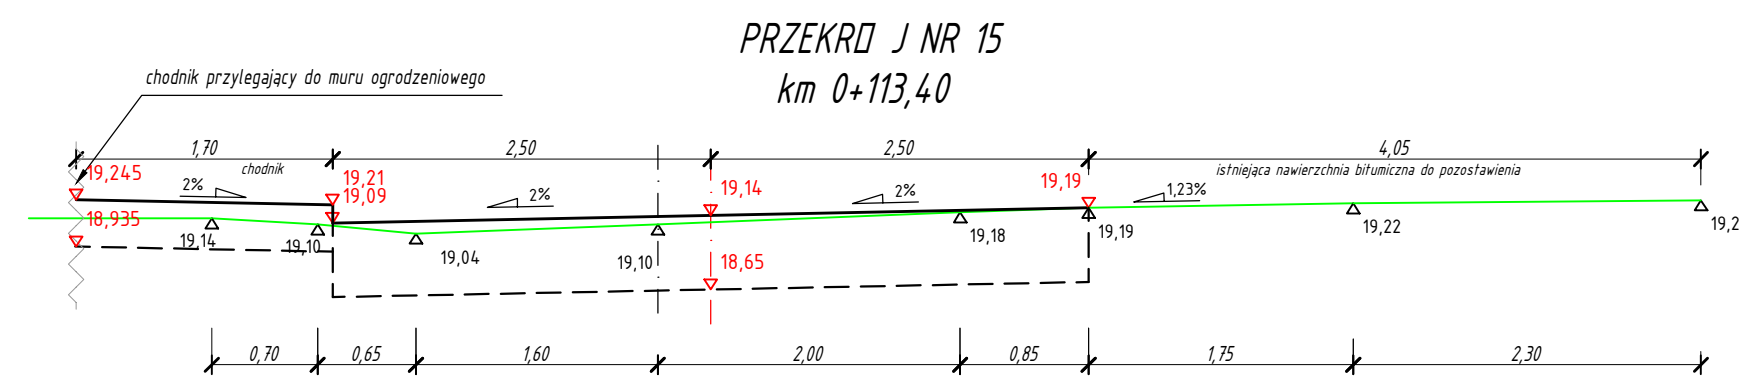 PRZEKRÓJ NR 15
km 0+113,40
chodnik przylegający do muru ogrodzeniowego
1,70 2,50 2,50 4,05
19,245 chodnik 19,21 19,14 19,19 istniejąca nawierzchnia bitumiczna do pozostawienia
2% 19,09 2% 2% 1,23%
18,935
19,14 19,10 19,04 19,10 18,65 19,18 19,19 19,22 19,2
0,70 0,65 1,60 2,00 0,85 1,75 2,30